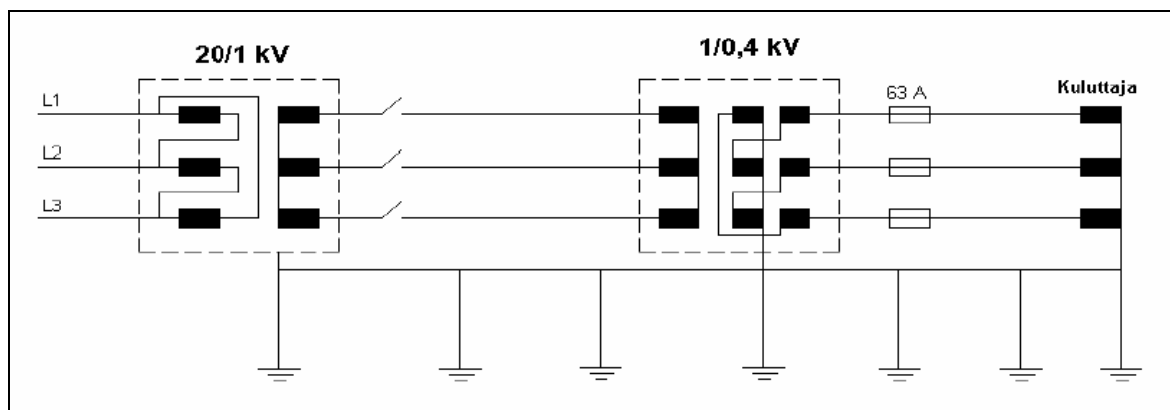 20/1 kV
1/0,4 kV
L1
63 A
Kuluttaja
L2
L3